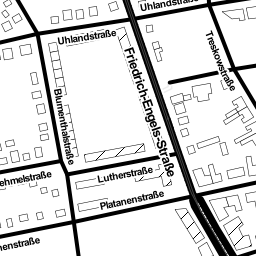 Uhlandstraße
Uhlandstraße
Treskowstraße
Friedrich-Engels-Straße
Blumenthalstraße
Lutherstraße
Platanenstraße